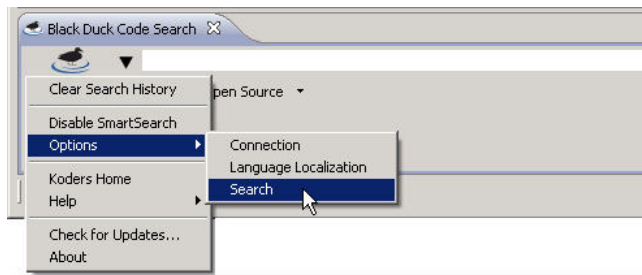 Black Duck Code Search
Clear Search History
pen Source
Disable SmartSearch
Options
Connection
Language Localization
Search
Koders Home
Help
Check for Updates...
About